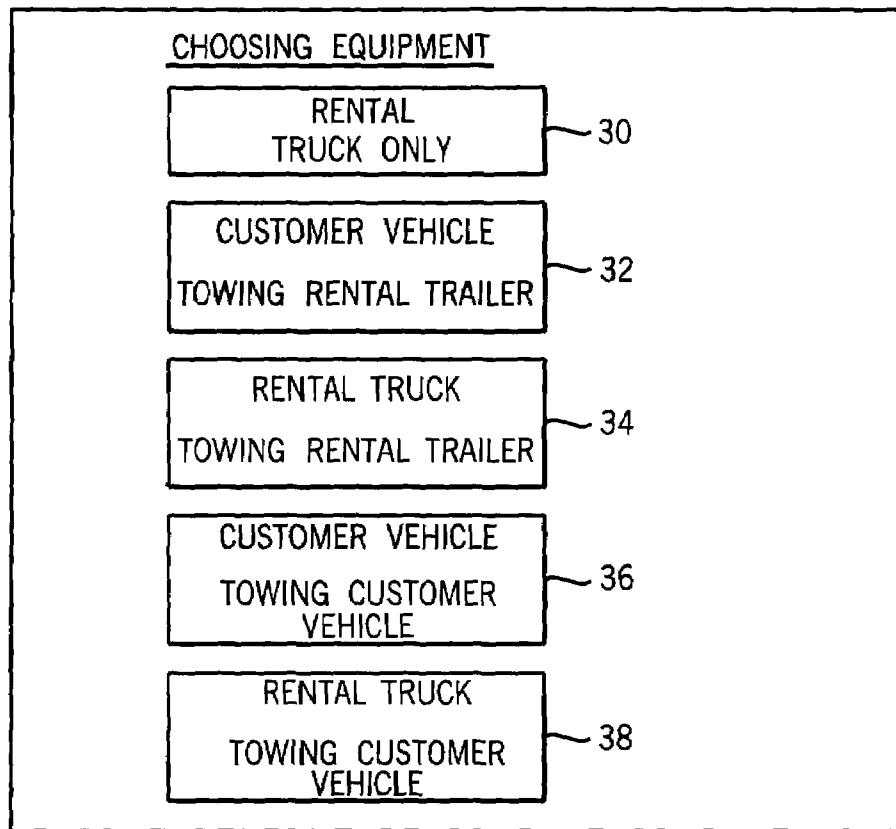 CHOOSING EQUIPMENT
RENTAL
TRUCK ONLY
30
CUSTOMER VEHICLE
TOWING RENTAL TRAILER
32
RENTAL TRUCK
TOWING RENTAL TRAILER
34
CUSTOMER VEHICLE
TOWING CUSTOMER
VEHICLE
36
RENTAL TRUCK
TOWING CUSTOMER
VEHICLE
38